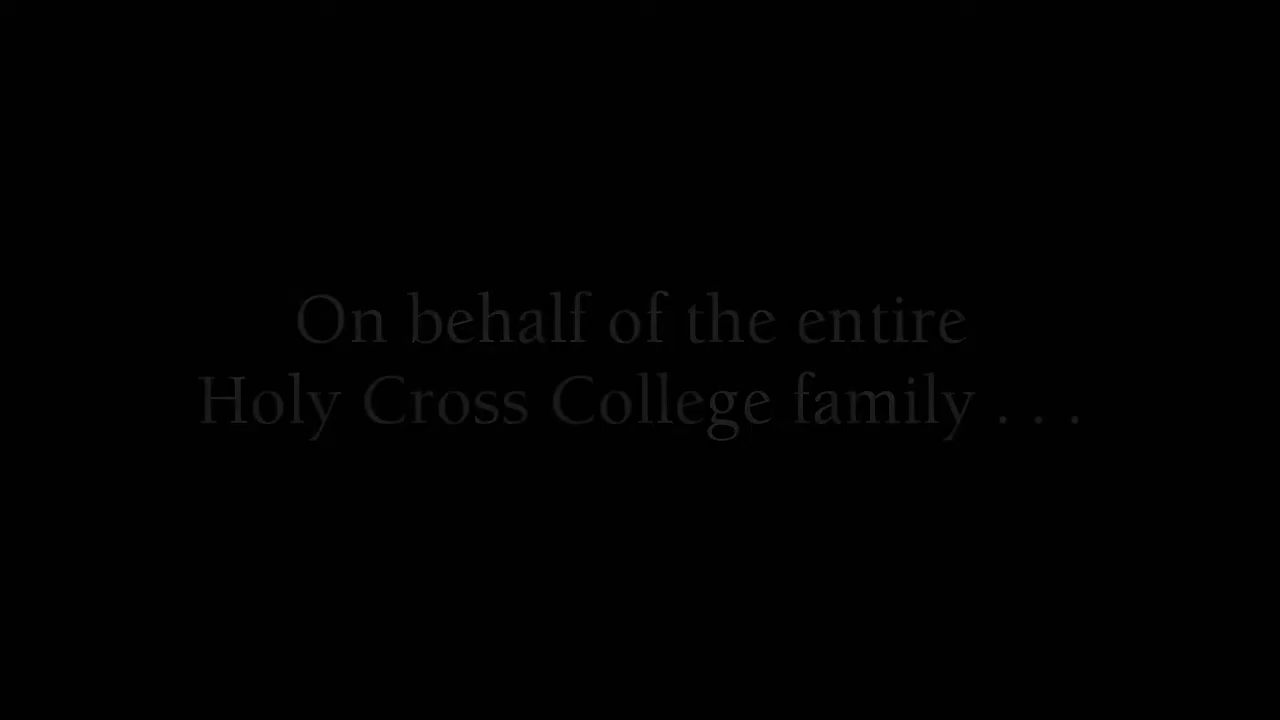 On behalf of the entire
Holy Cross College family . . .